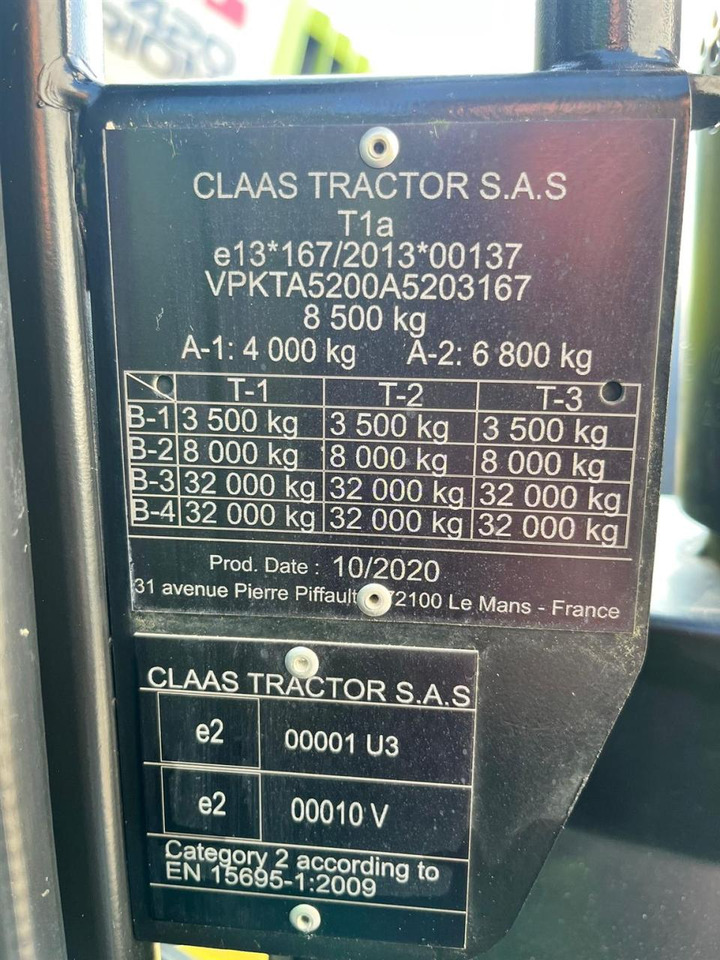 420
CLAAS TRACTOR S.A.S
T1a
e13*167/2013*00137
VPKTA5200A5203167
8 500 kg
A-1: 4 000 kg A-2: 6 800 kg
T-1 T-2 T-3
B-1 3 500 kg 3 500 kg 3 500 kg
B-2 8 000 kg 8 000 kg 8 000 kg
B-3 32 000 kg 32 000 kg 32 000 kg
B-4 32 000 kg 32 000 kg 32 000 kg
Prod. Date : 10/2020
31 avenue Pierre Piffault 72100 Le Mans - France
CLAAS TRACTOR S.A.S
e2 00001 U3
e2 00010 V
Category 2 according to
EN 15695-1:2009